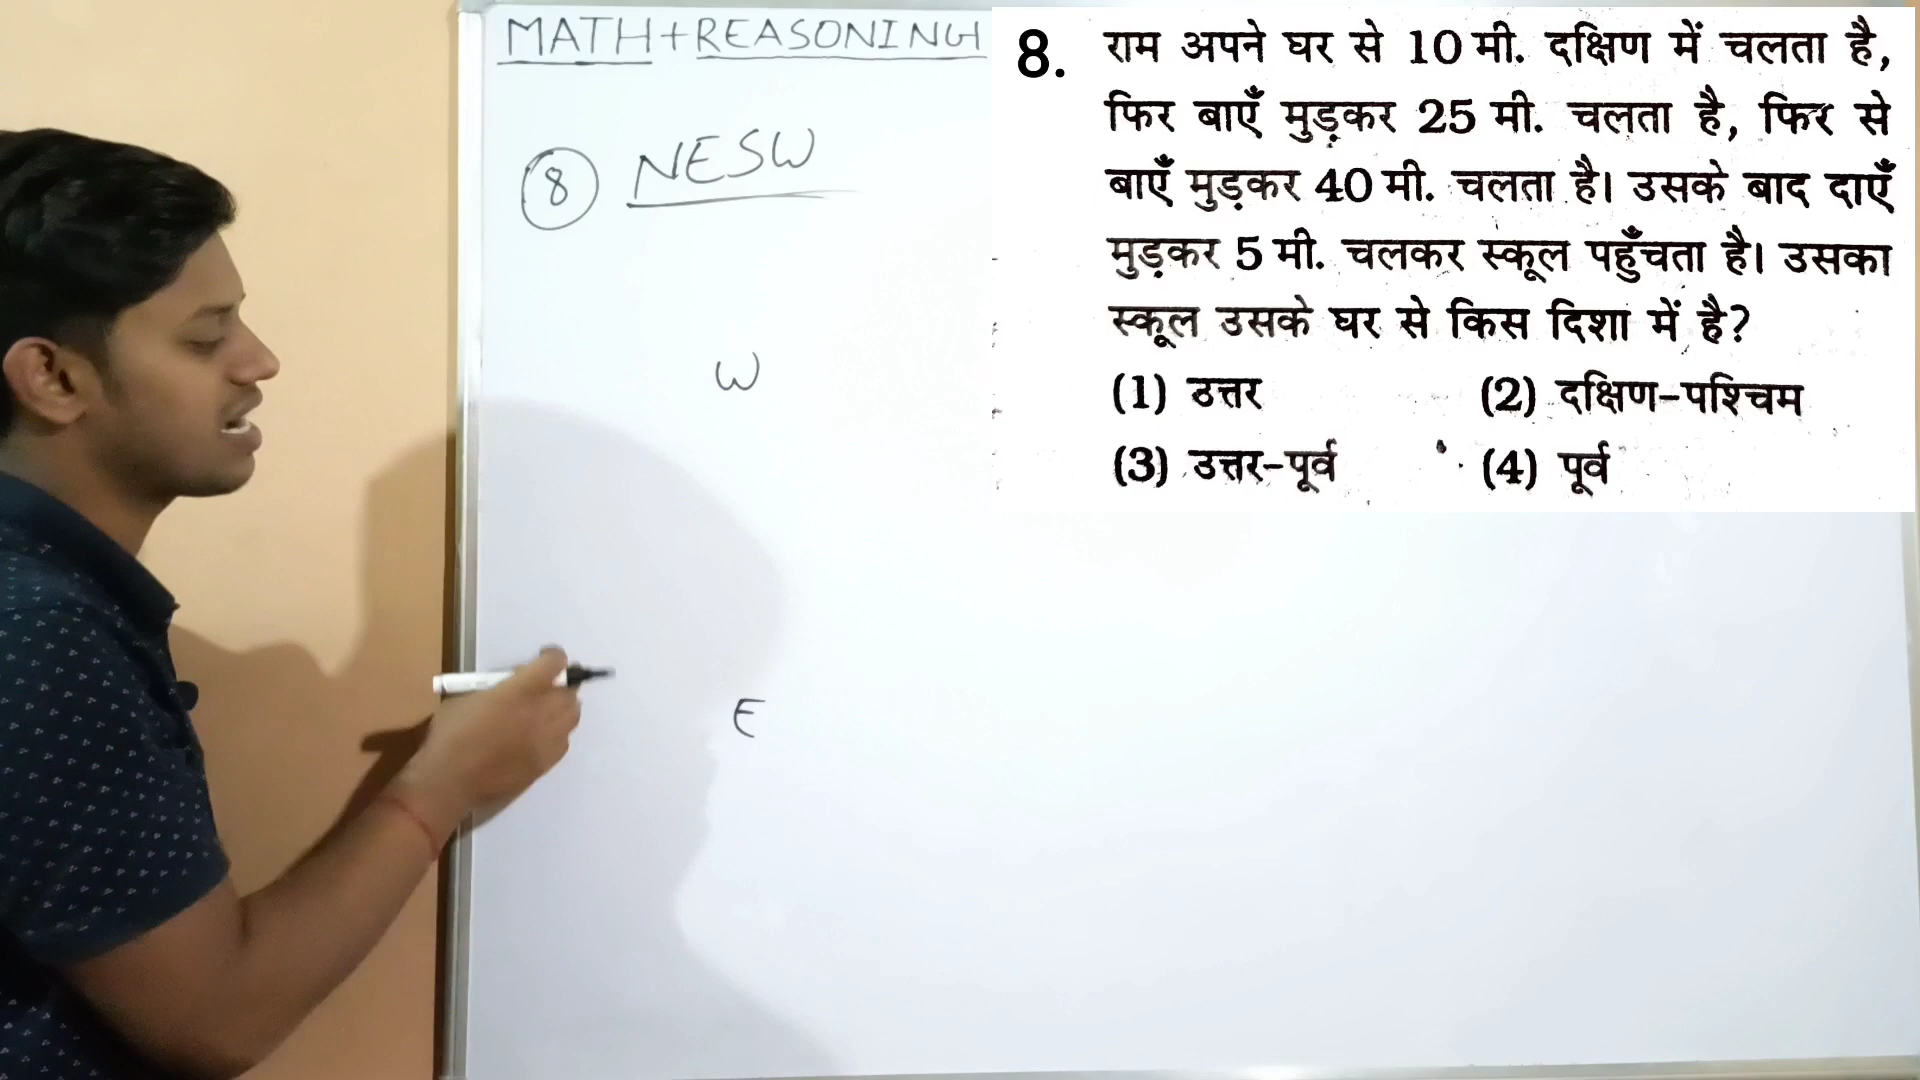 MATH+REASONING
8 NESW
W
E
8. राम अपने घर से 10 मी. दक्षिण में चलता है,
फिर बाएँ मुड़कर 25 मी. चलता है, फिर से
बाएँ मुड़कर 40 मी. चलता है। उसके बाद दाएँ
मुड़कर 5 मी. चलकर स्कूल पहुँचता है। उसका
स्कूल उसके घर से किस दिशा में है?
(1) उत्तर (2) दक्षिण-पश्चिम
(3) उत्तर-पूर्व (4) पूर्व